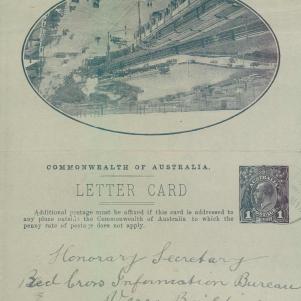 COMMONWEALTH OF AUSTRALIA.
LETTER CARD
Additional postage must be affixed if this card is addressed to
any place outside the Commonwealth of Australia to which the
penny rate of postage does not apply.
AUSTRALIA
1 1
Honorary Secretary
Red Cross Information Bureau